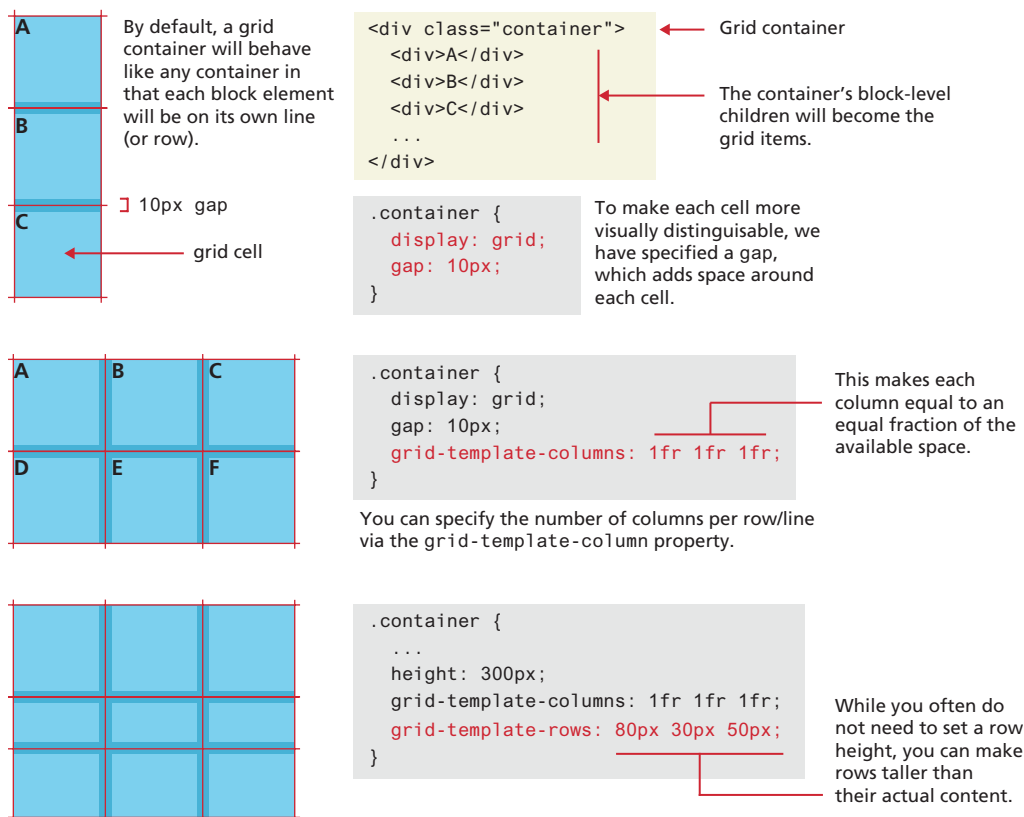 A
B
C
By default, a grid
container will behave
like any container in
that each block element
will be on its own line
(or row).
10px gap
grid cell
<div class="container">
<div>A</div>
<div>B</div>
<div>C</div>
...
</div>
Grid container
The container’s block-level
children will become the
grid items.
.container {
display: grid;
gap: 10px;
}
To make each cell more
visually distinguisable, we
have specified a gap,
which adds space around
each cell.
A B C
D E F
.container {
display: grid;
gap: 10px;
grid-template-columns: 1fr 1fr 1fr;
}
This makes each
column equal to an
equal fraction of the
available space.
You can specify the number of columns per row/line
via the grid-template-column property.
.container {
...
height: 300px;
grid-template-columns: 1fr 1fr 1fr;
grid-template-rows: 80px 30px 50px;
}
While you often do
not need to set a row
height, you can make
rows taller than
their actual content.